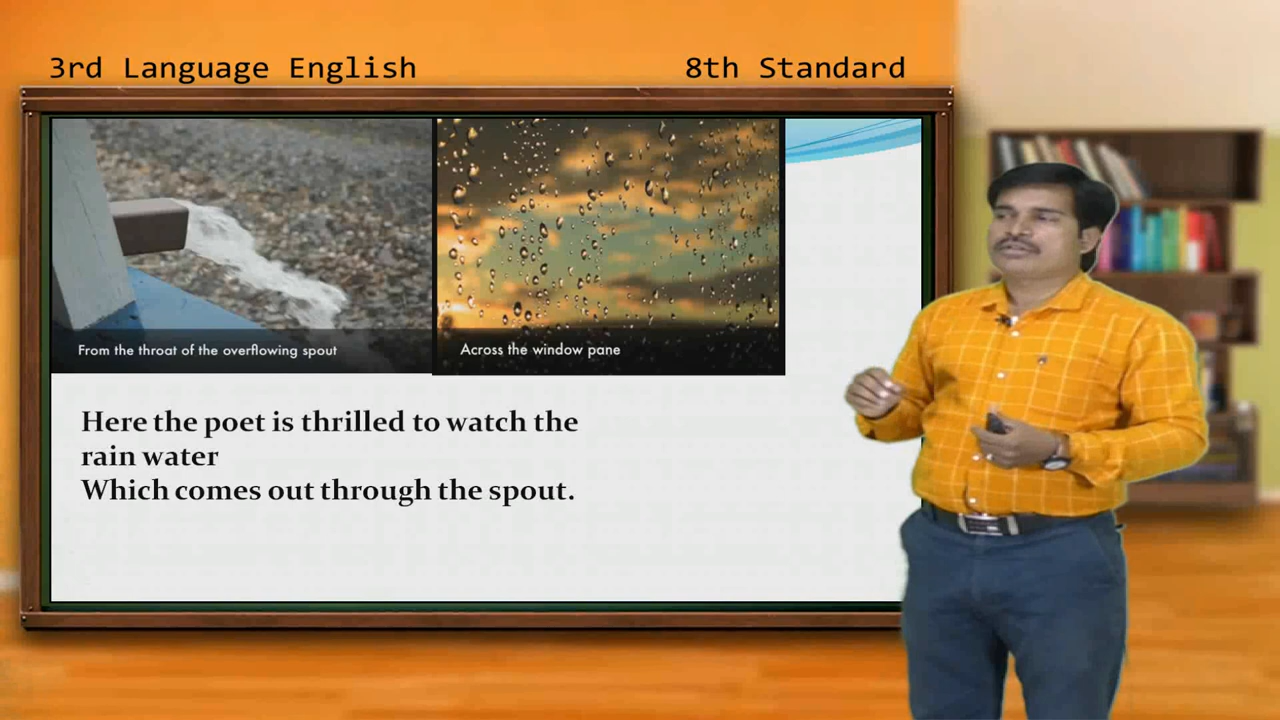 3rd Language English
8th Standard
From the throat of the overflowing spout
Across the window pane
Here the poet is thrilled to watch the
rain water
Which comes out through the spout.